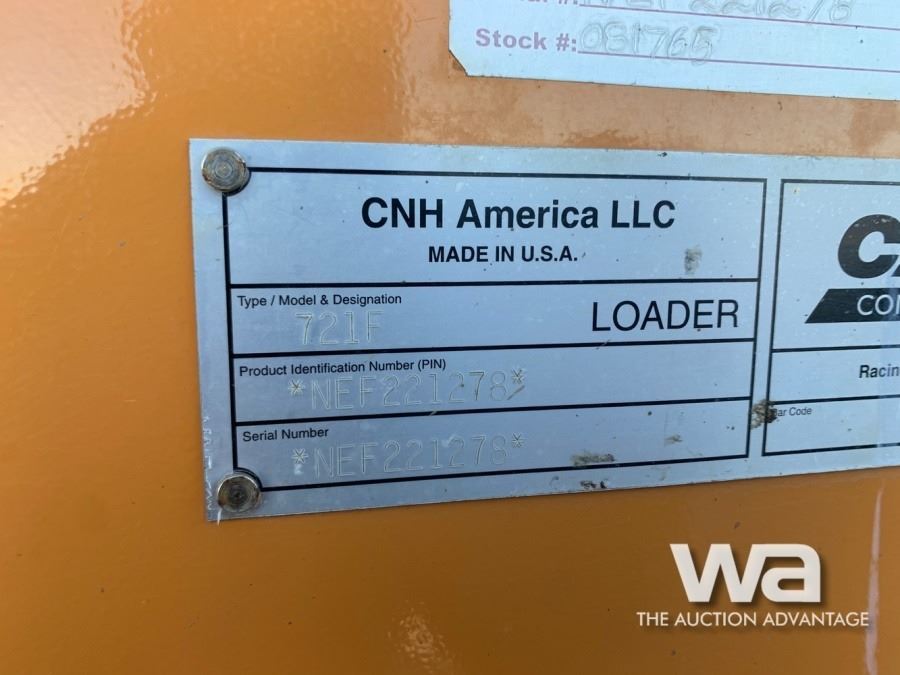 Stock #: 081765
CNH America LLC
MADE IN U.S.A.
Type / Model & Designation
721F
LOADER
Product Identification Number (PIN)
*NEF221278*
Serial Number
*NEF221278*
Bar Code
wa
THE AUCTION ADVANTAGE